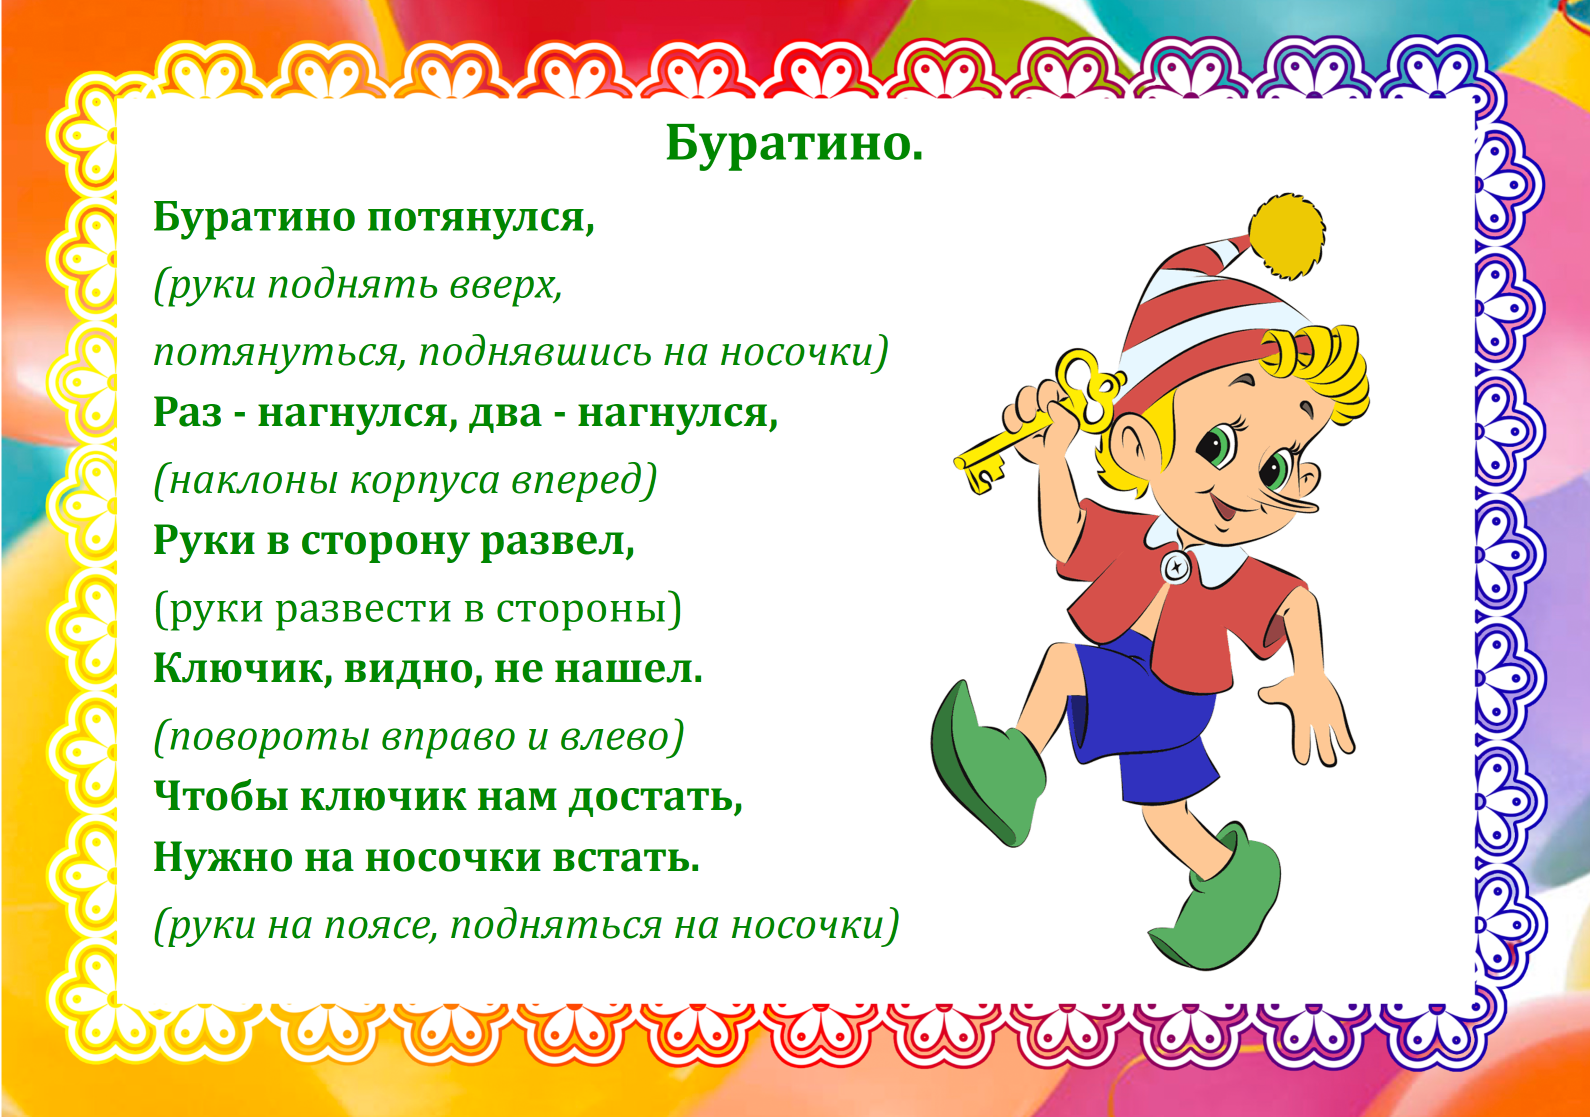 Буратино.
Буратино потянулся,
(руки поднять вверх,
потянуться, поднявшись на носочки)
Раз - нагнулся, два - нагнулся,
(наклоны корпуса вперед)
Руки в сторону развел,
(руки развести в стороны)
Ключик, видно, не нашел.
(повороты вправо и влево)
Чтобы ключик нам достать,
Нужно на носочки встать.
(руки на поясе, подняться на носочки)